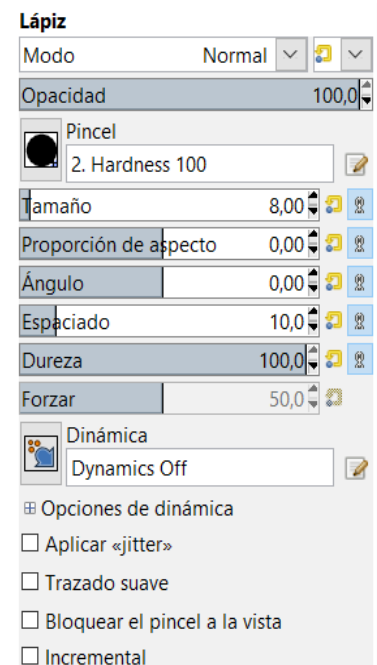 Lápiz
Modo Normal
Opacidad 100,0
Pincel
2. Hardness 100
Tamaño 8,00
Proporción de aspecto 0,00
Ángulo 0,00
Espaciado 10,0
Dureza 100,0
Forzar 50,0
Dinámica
Dynamics Off
Opciones de dinámica
Aplicar «jitter»
Trazado suave
Bloquear el pincel a la vista
Incremental